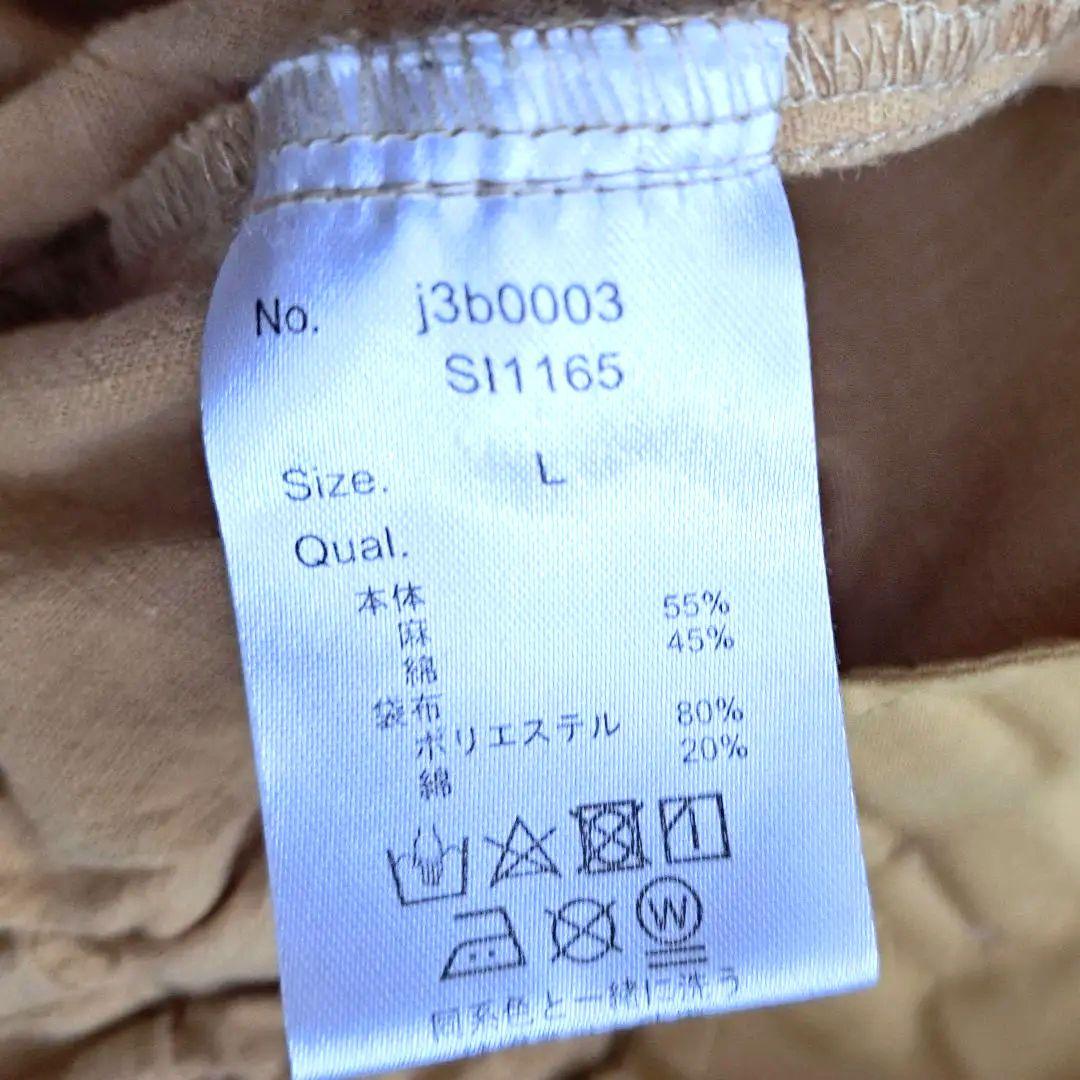 No. j3b0003
SI1165
Size. L
Qual.
本体
麻 55%
綿 45%
袋布
ポリエステル 80%
綿 20%
W
同系色と一緒に洗う